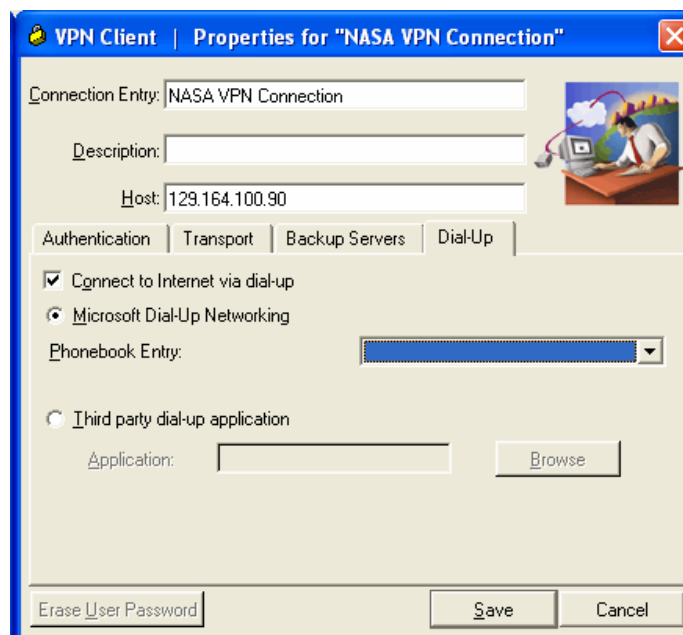 VPN Client | Properties for "NASA VPN Connection"
Connection Entry: NASA VPN Connection
Description:
Host: 129.164.100.90
Authentication Transport Backup Servers Dial-Up
Connect to Internet via dial-up
Microsoft Dial-Up Networking
Phonebook Entry:
Third party dial-up application
Application: Browse
Erase User Password Save Cancel